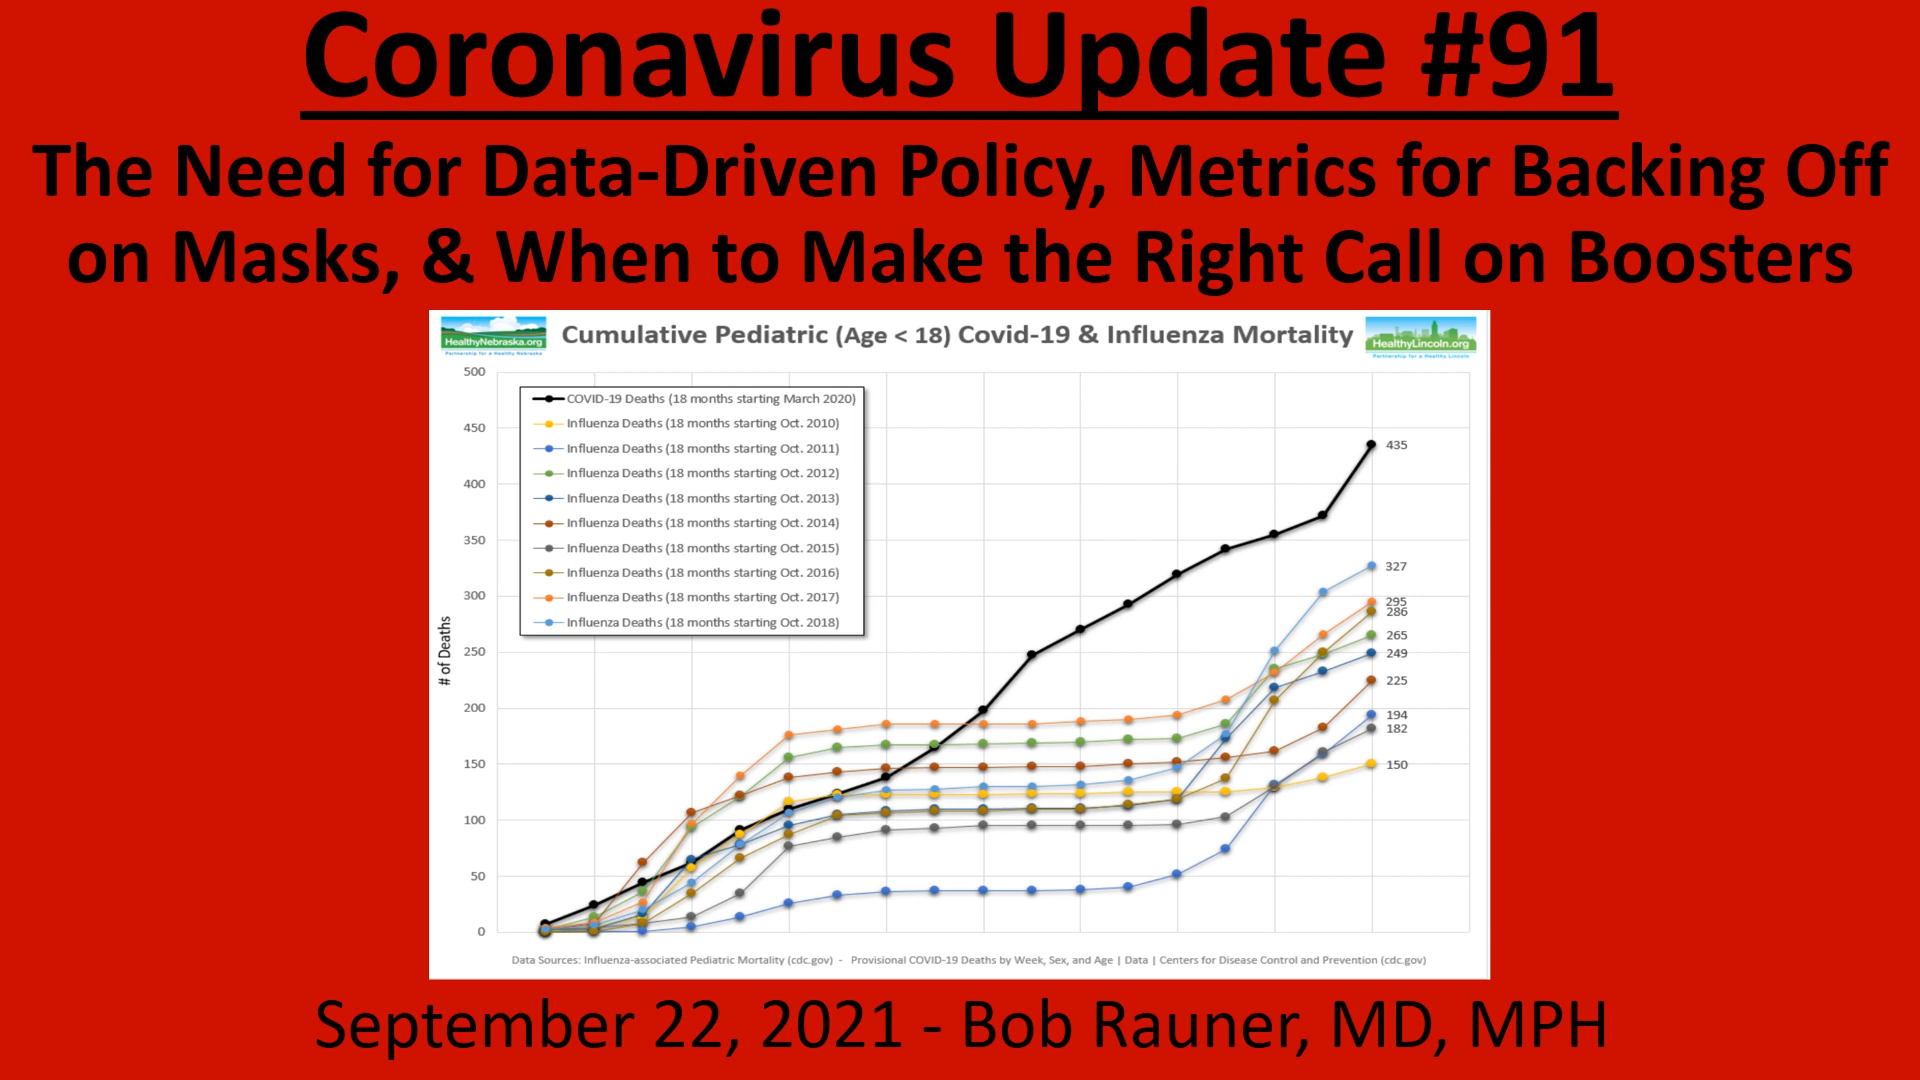 Coronavirus Update #91
The Need for Data-Driven Policy, Metrics for Backing Off
on Masks, & When to Make the Right Call on Boosters
HealthyNebraska.org
Partnership for a Healthy Nebraska
Cumulative Pediatric (Age < 18) Covid-19 & Influenza Mortality
HealthyLincoln.org
Partnership for a Healthy Lincoln
500
450
400
350
300
250
200
150
100
50
0
# of Deaths
COVID-19 Deaths (18 months starting March 2020)
Influenza Deaths (18 months starting Oct. 2010)
Influenza Deaths (18 months starting Oct. 2011)
Influenza Deaths (18 months starting Oct. 2012)
Influenza Deaths (18 months starting Oct. 2013)
Influenza Deaths (18 months starting Oct. 2014)
Influenza Deaths (18 months starting Oct. 2015)
Influenza Deaths (18 months starting Oct. 2016)
Influenza Deaths (18 months starting Oct. 2017)
Influenza Deaths (18 months starting Oct. 2018)
435
327
295
286
265
249
225
194
182
150
Data Sources: Influenza-associated Pediatric Mortality (cdc.gov) - Provisional COVID-19 Deaths by Week, Sex, and Age | Data | Centers for Disease Control and Prevention (cdc.gov)
September 22, 2021 - Bob Rauner, MD, MPH